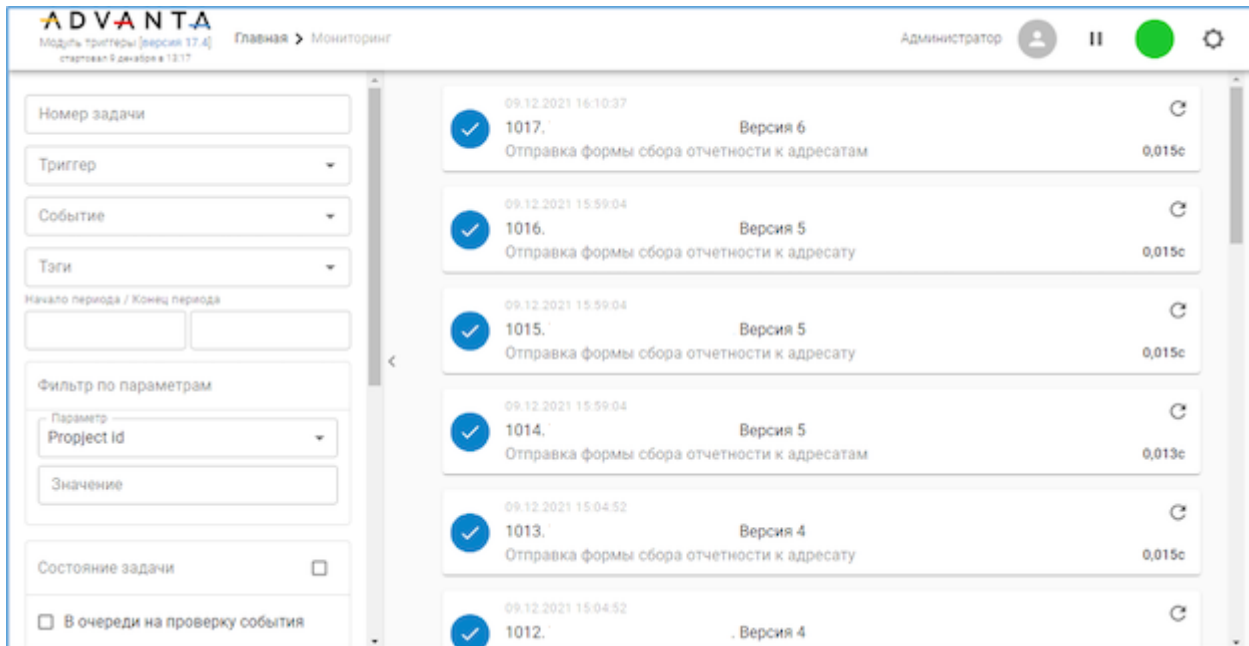 ADVANTA
Модуль триггеры [версия 17.4]
стартовал 9 декабря в 13:17
Главная > Мониторинг
Администратор
Номер задачи
Триггер
Событие
Тэги
Начало периода / Конец периода
Фильтр по параметрам
Параметр
Propject id
Значение
Состояние задачи
В очереди на проверку события
09.12.2021 16:10:37
1017. Версия 6
Отправка формы сбора отчетности к адресатам
0,015с
09.12.2021 15:59:04
1016. Версия 5
Отправка формы сбора отчетности к адресату
0,015с
09.12.2021 15:59:04
1015. Версия 5
Отправка формы сбора отчетности к адресату
0,015с
09.12.2021 15:59:04
1014. Версия 5
Отправка формы сбора отчетности к адресатам
0,013с
09.12.2021 15:04:52
1013. Версия 4
Отправка формы сбора отчетности к адресату
0,015с
09.12.2021 15:04:52
1012. . Версия 4